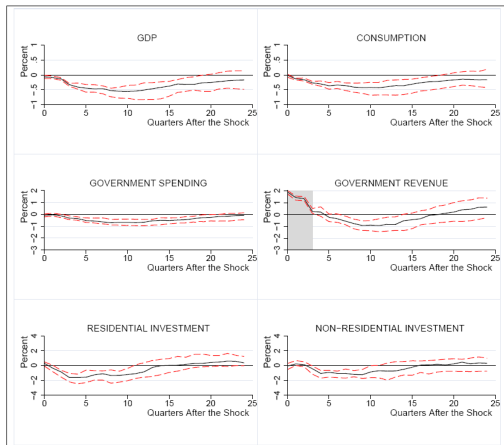 GDP
CONSUMPTION
Percent
1
.5
0
-.5
-1
0 5 10 15 20 25
Quarters After the Shock
Percent
1
.5
0
-.5
-1
0 5 10 15 20 25
Quarters After the Shock
GOVERNMENT SPENDING
GOVERNMENT REVENUE
Percent
2
1
0
-1
-2
-3
0 5 10 15 20 25
Quarters After the Shock
Percent
2
1
0
-1
-2
-3
0 5 10 15 20 25
Quarters After the Shock
RESIDENTIAL INVESTMENT
NON-RESIDENTIAL INVESTMENT
Percent
4
2
0
-2
-4
0 5 10 15 20 25
Quarters After the Shock
Percent
4
2
0
-2
-4
0 5 10 15 20 25
Quarters After the Shock